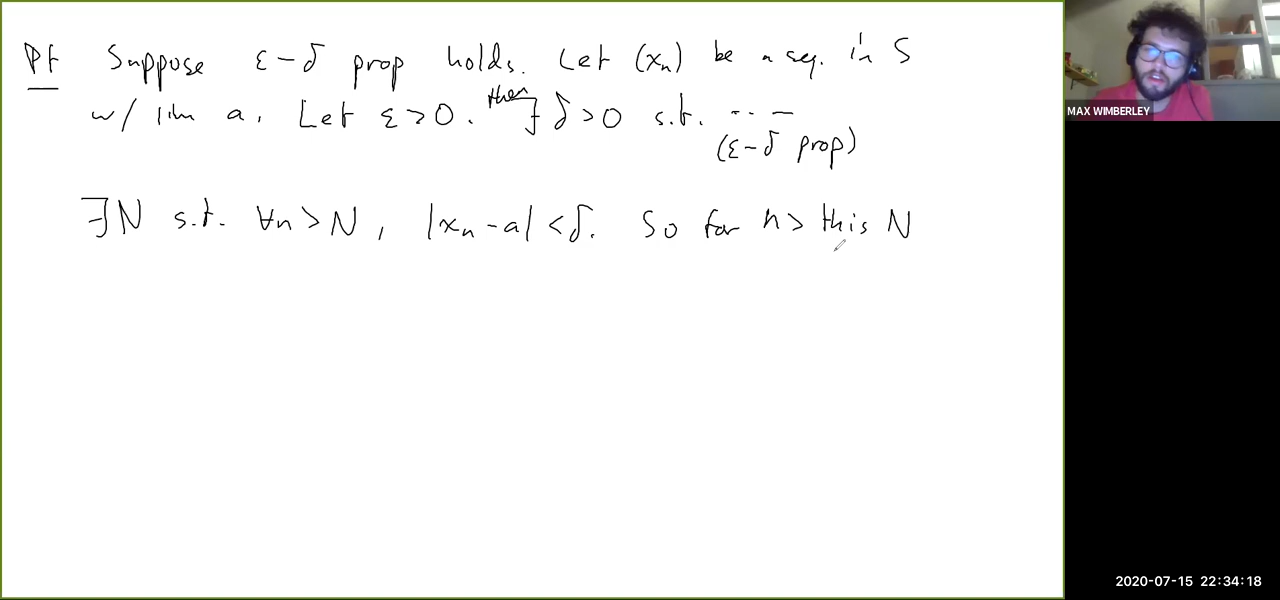 Pf Suppose ε-δ prop holds. Let (xₙ) be a seq. in S
w/ lim a. Let ε>0. then ∃ δ>0 s.t. ...
(ε-δ prop)
∃N s.t. ∀n>N, |xₙ-a|<δ. So for n> this N
MAX WIMBERLEY
2020-07-15 22:34:18